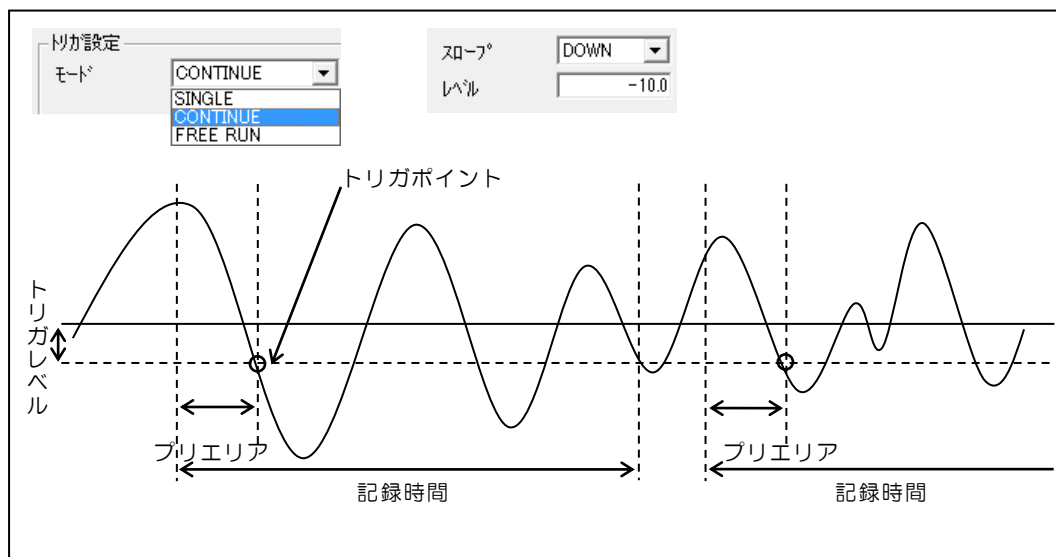 トリガ設定
モード
CONTINUE
SINGLE
CONTINUE
FREE RUN
スロープ
DOWN
レベル
-10.0
トリガポイント
トリガレベル
プリエリア
プリエリア
記録時間
記録時間